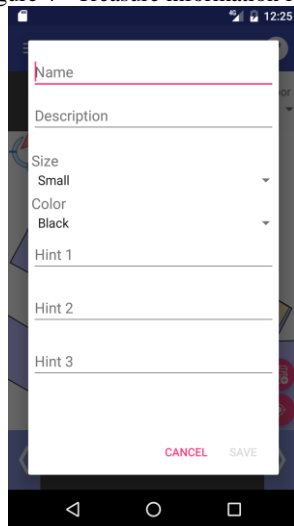 12:25
Name
Description
Size
Small
Color
Black
Hint 1
Hint 2
Hint 3
CANCEL SAVE